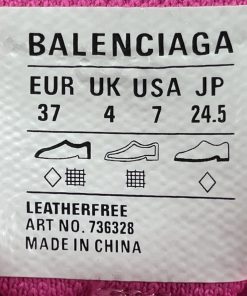 BALENCIAGA
EUR UK USA JP
37 4 7 24.5
LEATHERFREE
ART NO. 736328
MADE IN CHINA